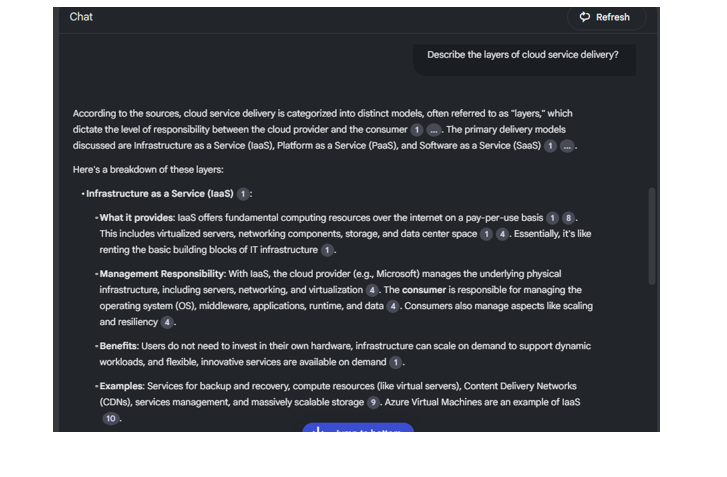 Chat
Refresh
Describe the layers of cloud service delivery?
According to the sources, cloud service delivery is categorized into distinct models, often referred to as "layers," which
dictate the level of responsibility between the cloud provider and the consumer 1 ... . The primary delivery models
discussed are Infrastructure as a Service (IaaS), Platform as a Service (PaaS), and Software as a Service (SaaS) 1 ... .
Here's a breakdown of these layers:
• Infrastructure as a Service (IaaS) 1 :
◦ What it provides: IaaS offers fundamental computing resources over the internet on a pay-per-use basis 1 8 .
This includes virtualized servers, networking components, storage, and data center space 1 4 . Essentially, it's like
renting the basic building blocks of IT infrastructure 1 .
◦ Management Responsibility: With IaaS, the cloud provider (e.g., Microsoft) manages the underlying physical
infrastructure, including servers, networking, and virtualization 4 . The consumer is responsible for managing the
operating system (OS), middleware, applications, runtime, and data 4 . Consumers also manage aspects like scaling
and resiliency 4 .
◦ Benefits: Users do not need to invest in their own hardware, infrastructure can scale on demand to support dynamic
workloads, and flexible, innovative services are available on demand 1 .
◦ Examples: Services for backup and recovery, compute resources (like virtual servers), Content Delivery Networks
(CDNs), services management, and massively scalable storage 9 . Azure Virtual Machines are an example of IaaS
10 .
Jump to bottom